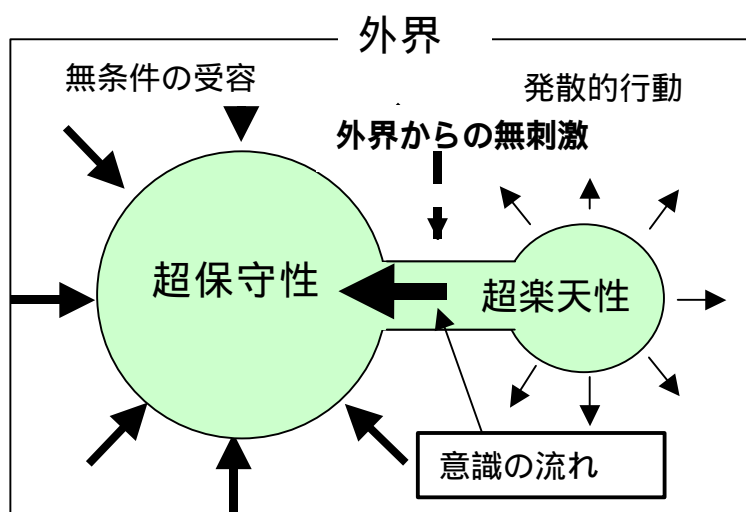 外界
無条件の受容
発散的行動
外界からの無刺激
超保守性
超楽天性
意識の流れ